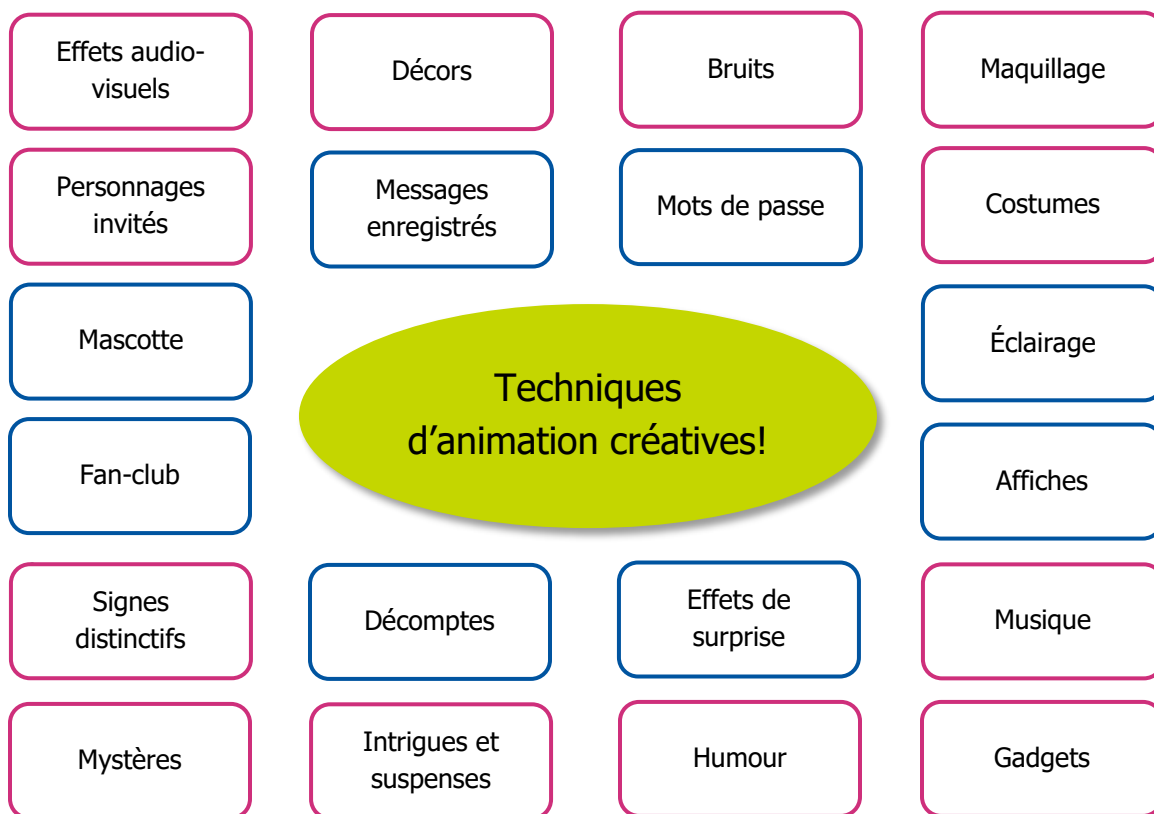 Effets audio-
visuels
Décors
Bruits
Maquillage
Personnages
invités
Messages
enregistrés
Mots de passe
Costumes
Mascotte
Techniques
d’animation créatives!
Éclairage
Fan-club
Affiches
Signes
distinctifs
Décomptes
Effets de
surprise
Musique
Mystères
Intrigues et
suspenses
Humour
Gadgets